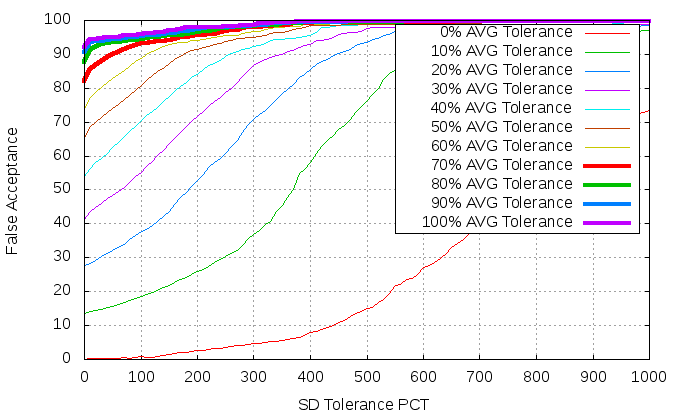 100
90
80
70
60
50
40
30
20
10
0
False Acceptance
0% AVG Tolerance
10% AVG Tolerance
20% AVG Tolerance
30% AVG Tolerance
40% AVG Tolerance
50% AVG Tolerance
60% AVG Tolerance
70% AVG Tolerance
80% AVG Tolerance
90% AVG Tolerance
100% AVG Tolerance
0 100 200 300 400 500 600 700 800 900 1000
SD Tolerance PCT